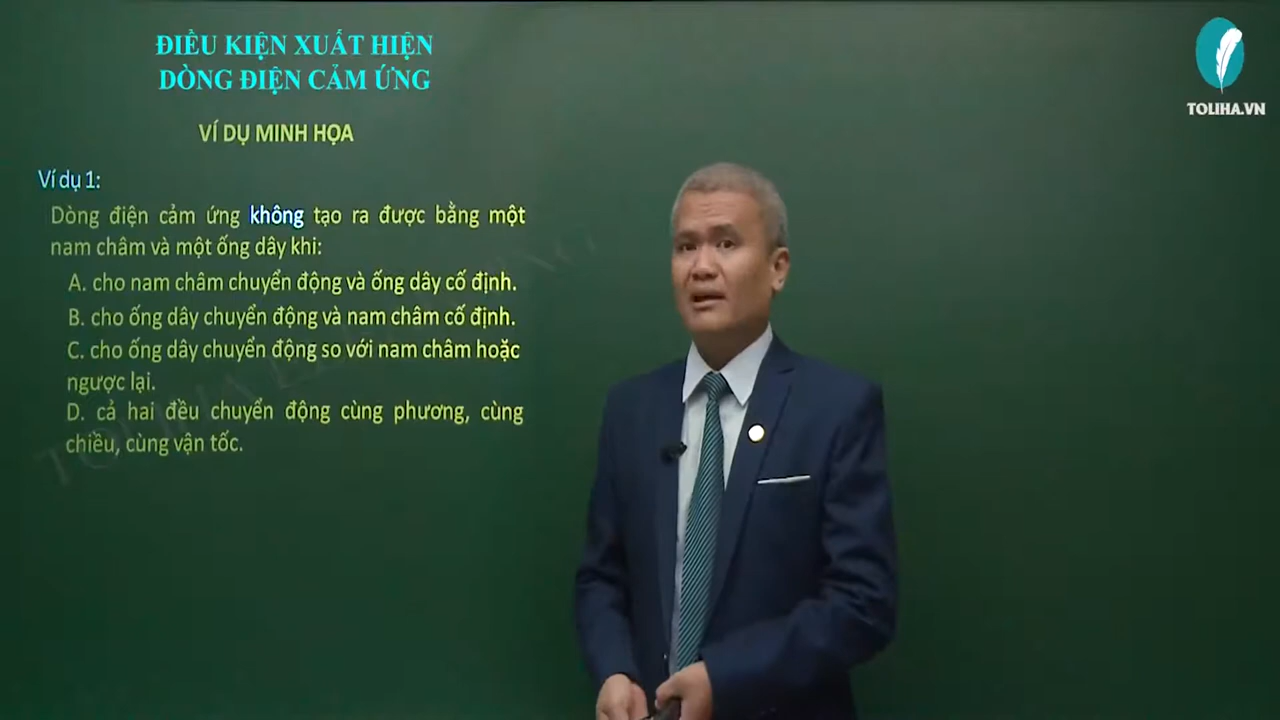 ĐIỀU KIỆN XUẤT HIỆN
DÒNG ĐIỆN CẢM ỨNG
TOLIHA.VN
VÍ DỤ MINH HỌA
Ví dụ 1:
Dòng điện cảm ứng không tạo ra được bằng một
nam châm và một ống dây khi:
A. cho nam châm chuyển động và ống dây cố định.
B. cho ống dây chuyển động và nam châm cố định.
C. cho ống dây chuyển động so với nam châm hoặc
ngược lại.
D. cả hai đều chuyển động cùng phương, cùng
chiều, cùng vận tốc.